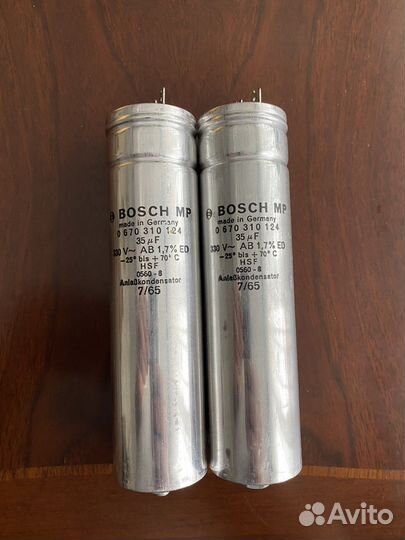 BOSCH MP
made in Germany
0 670 310 124
35 µF
330 V~ AB 1,7% ED
-25° bis +70° C
HSF
0560-8
Anlaßkondensator
7/65
BOSCH MP
made in Germany
0 670 310 124
35 µF
330 V~ AB 1,7% ED
-25° bis +70° C
HSF
0560-8
Anlaßkondensator
7/65
Avito